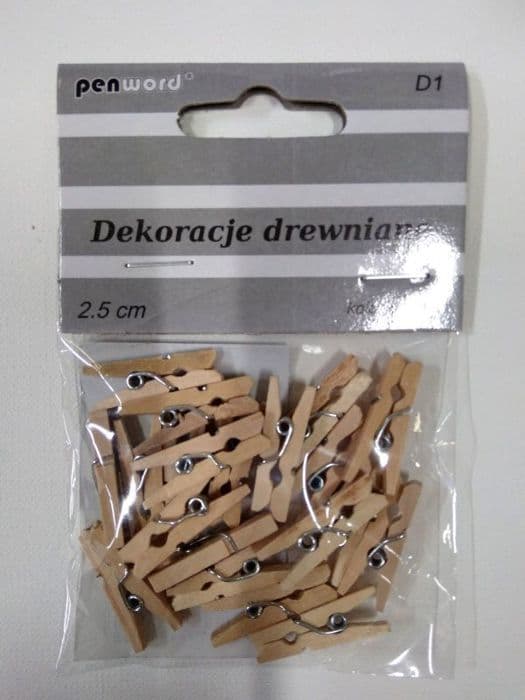 penword
D1
Dekoracje drewniane
2.5 cm